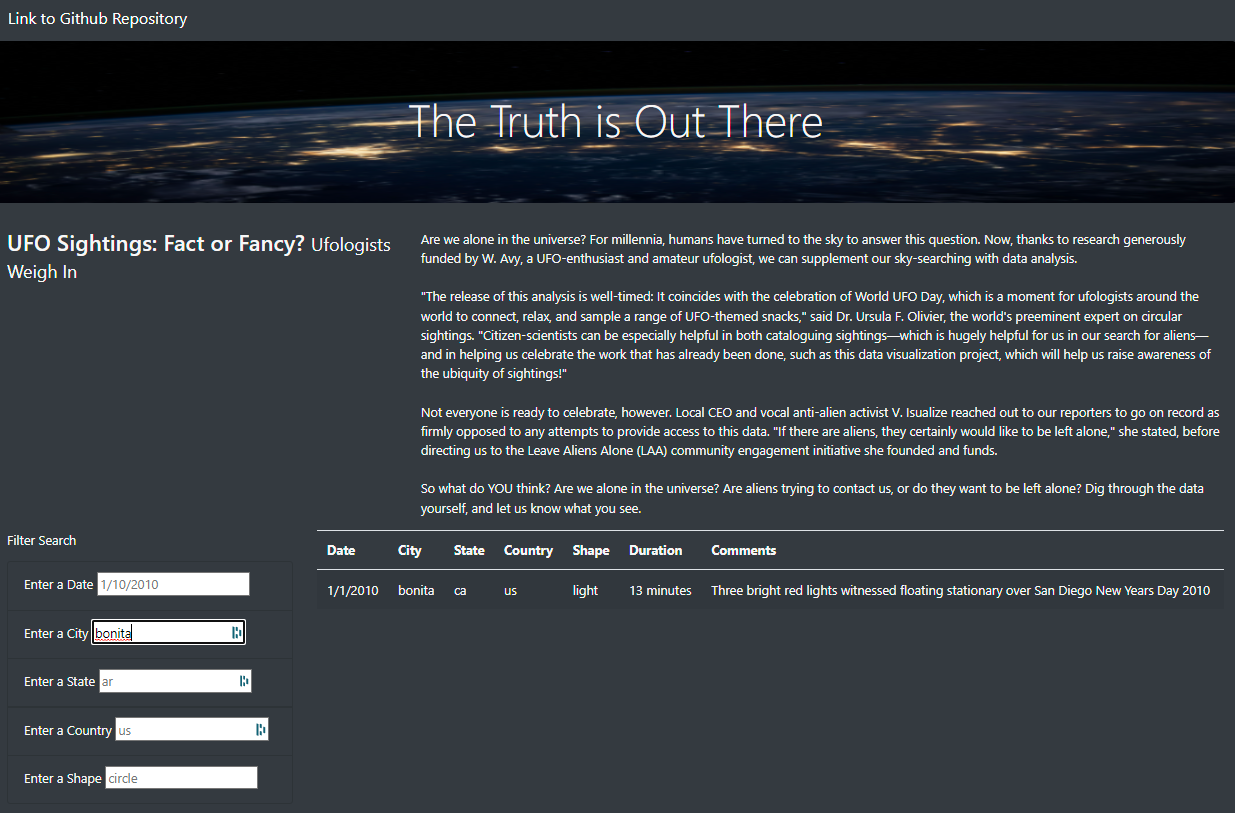 Link to Github Repository
The Truth is Out There
UFO Sightings: Fact or Fancy? Ufologists
Weigh In
Are we alone in the universe? For millennia, humans have turned to the sky to answer this question. Now, thanks to research generously
funded by W. Avy, a UFO-enthusiast and amateur ufologist, we can supplement our sky-searching with data analysis.
"The release of this analysis is well-timed: It coincides with the celebration of World UFO Day, which is a moment for ufologists around the
world to connect, relax, and sample a range of UFO-themed snacks," said Dr. Ursula F. Olivier, the world's preeminent expert on circular
sightings. "Citizen-scientists can be especially helpful in both cataloguing sightings—which is hugely helpful for us in our search for aliens—
and in helping us celebrate the work that has already been done, such as this data visualization project, which will help us raise awareness of
the ubiquity of sightings!"
Not everyone is ready to celebrate, however. Local CEO and vocal anti-alien activist V. Isualize reached out to our reporters to go on record as
firmly opposed to any attempts to provide access to this data. "If there are aliens, they certainly would like to be left alone," she stated, before
directing us to the Leave Aliens Alone (LAA) community engagement initiative she founded and funds.
So what do YOU think? Are we alone in the universe? Are aliens trying to contact us, or do they want to be left alone? Dig through the data
yourself, and let us know what you see.
Filter Search
Enter a Date 1/10/2010
Enter a City bonita
Enter a State ar
Enter a Country us
Enter a Shape circle
Date City State Country Shape Duration Comments
1/1/2010 bonita ca us light 13 minutes Three bright red lights witnessed floating stationary over San Diego New Years Day 2010